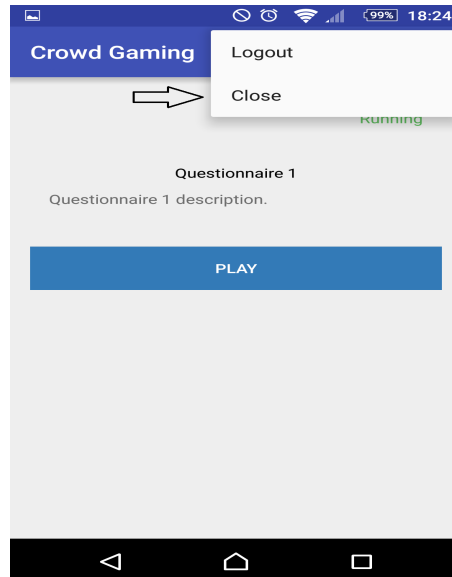 99% 18:24
Crowd Gaming
Logout
Close
Running
Questionnaire 1
Questionnaire 1 description.
PLAY